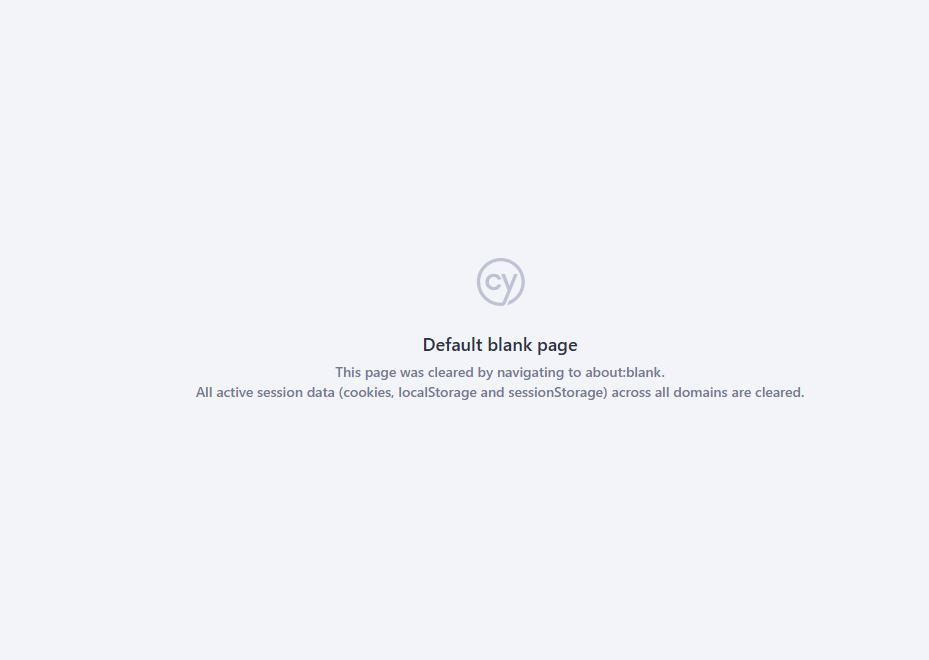 cy
Default blank page
This page was cleared by navigating to about:blank.
All active session data (cookies, localStorage and sessionStorage) across all domains are cleared.